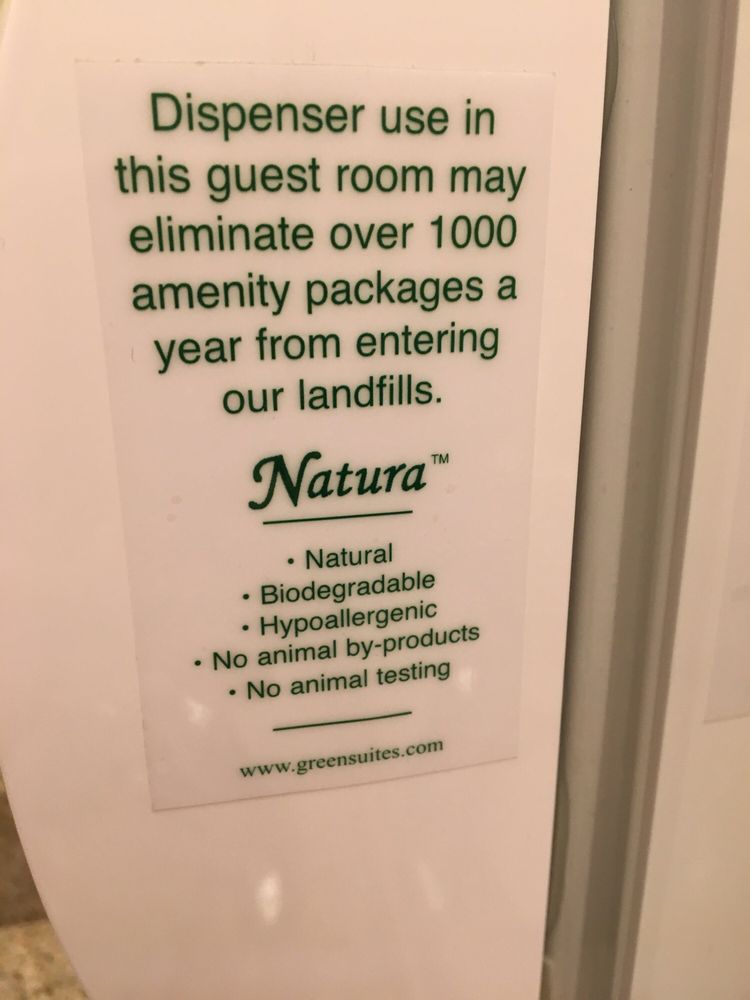 Dispenser use in
this guest room may
eliminate over 1000
amenity packages a
year from entering
our landfills.
Natura™
• Natural
• Biodegradable
• Hypoallergenic
• No animal by-products
• No animal testing
www.greensuites.com